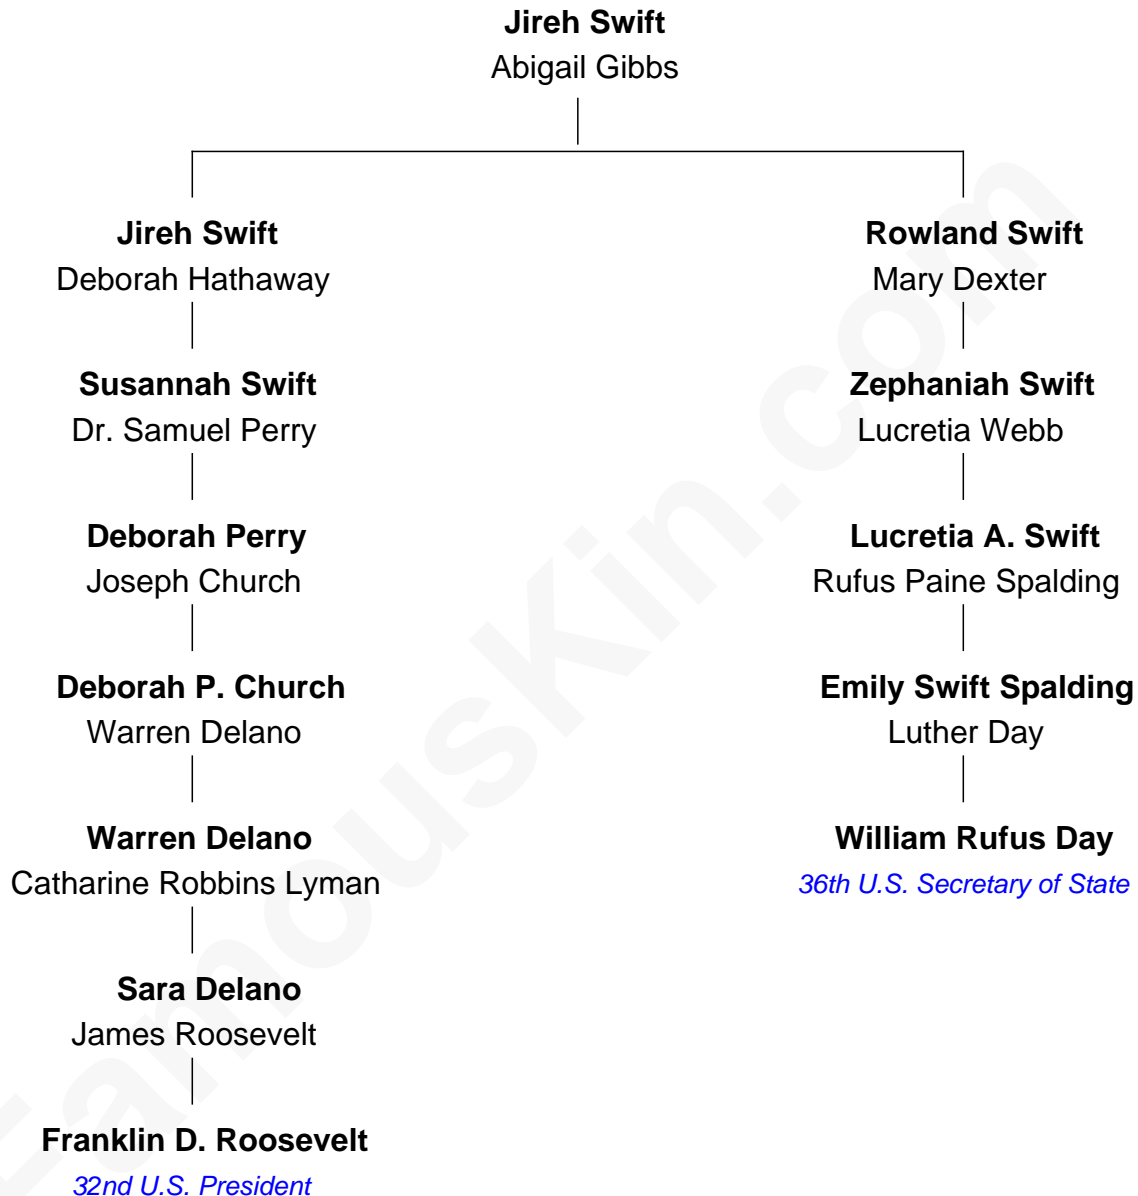 Jireh Swift
Abigail Gibbs
Jireh Swift
Deborah Hathaway
Susannah Swift
Dr. Samuel Perry
Deborah Perry
Joseph Church
Deborah P. Church
Warren Delano
Warren Delano
Catharine Robbins Lyman
Sara Delano
James Roosevelt
Franklin D. Roosevelt
32nd U.S. President
Rowland Swift
Mary Dexter
Zephaniah Swift
Lucretia Webb
Lucretia A. Swift
Rufus Paine Spalding
Emily Swift Spalding
Luther Day
William Rufus Day
36th U.S. Secretary of State
FamousKin.com